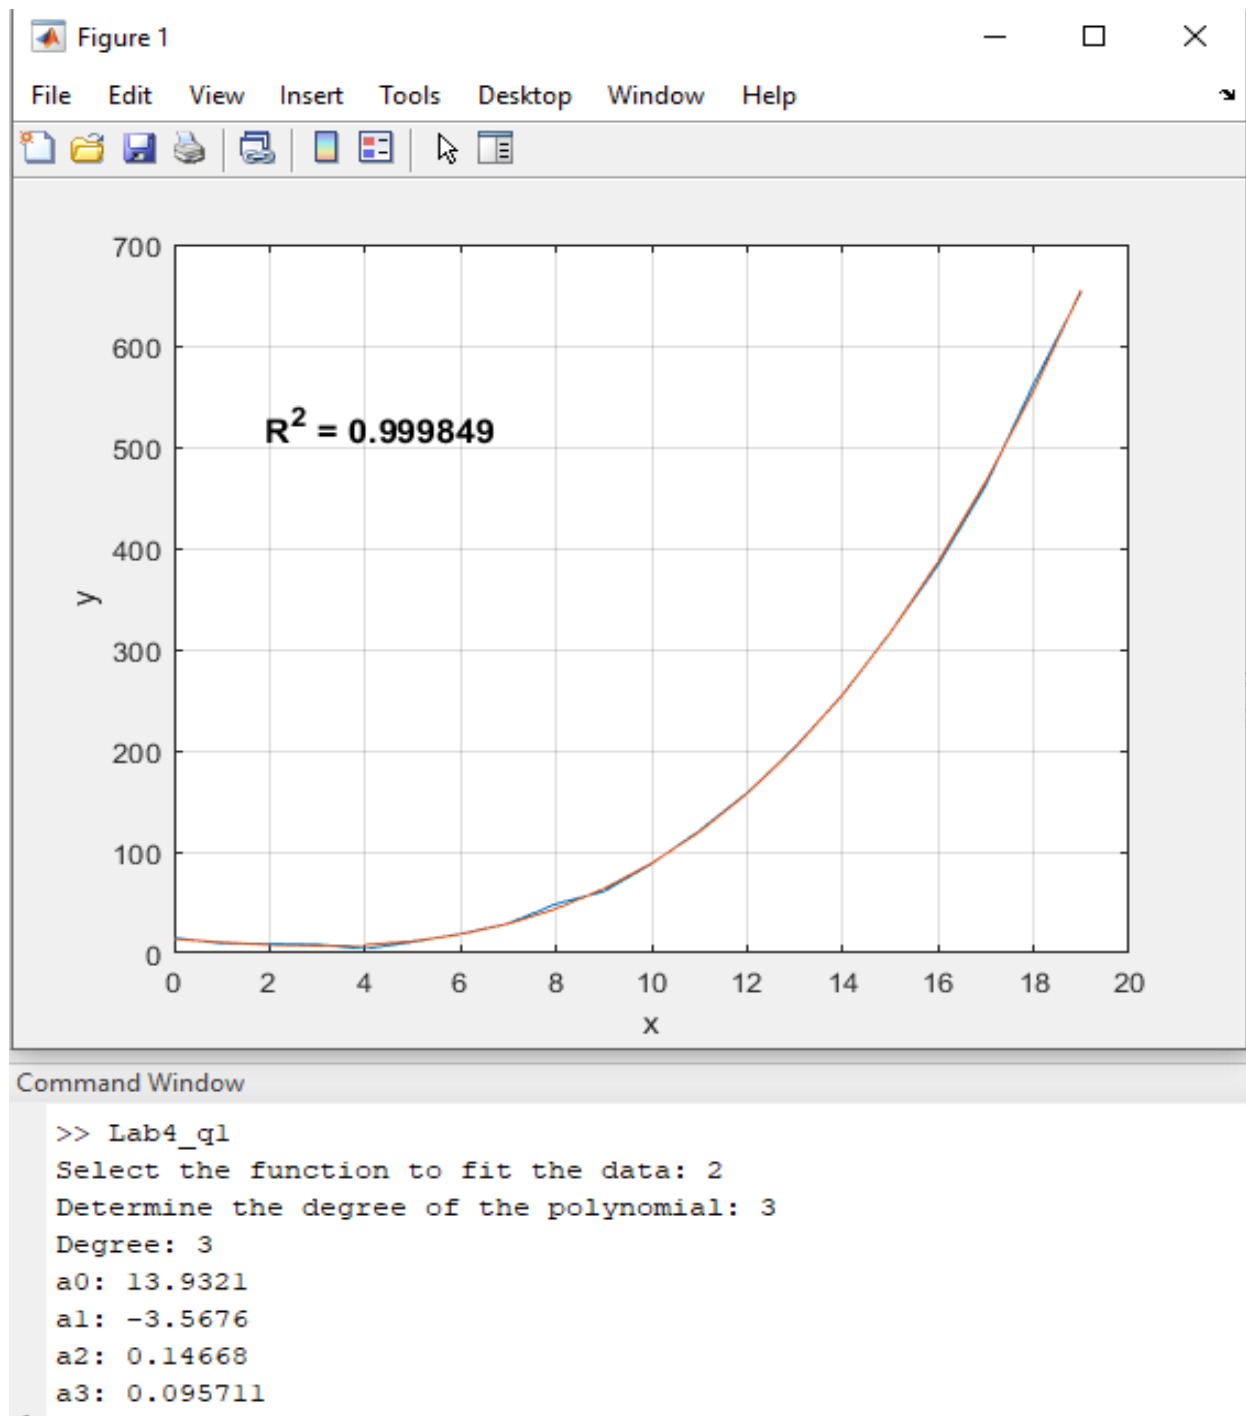 Figure 1
File Edit View Insert Tools Desktop Window Help
700
600
R² = 0.999849
500
400
y
300
200
100
0
0 2 4 6 8 10 12 14 16 18 20
x
Command Window
>> Lab4_q1
Select the function to fit the data: 2
Determine the degree of the polynomial: 3
Degree: 3
a0: 13.9321
a1: -3.5676
a2: 0.14668
a3: 0.095711